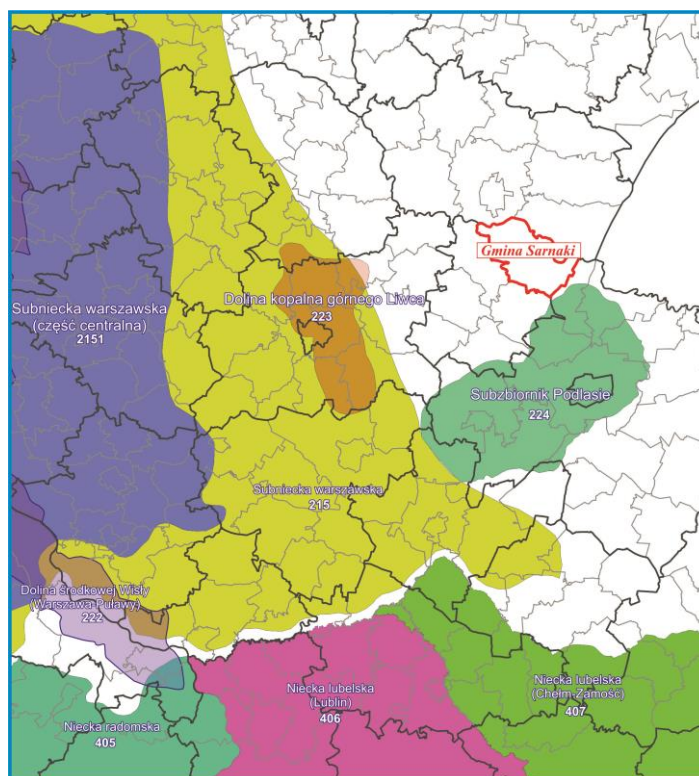 Gmina Sarnaki
Dolina kopalna górnego Liwca
223
Subniecka warszawska
(część centralna)
2151
Subzbiornik Podlasie
224
Subniecka warszawska
215
Dolina środkowej Wisły
(Warszawa-Puławy)
222
Niecka lubelska
(Lublin)
406
Niecka lubelska
(Chełm-Zamość)
407
Niecka radomska
405